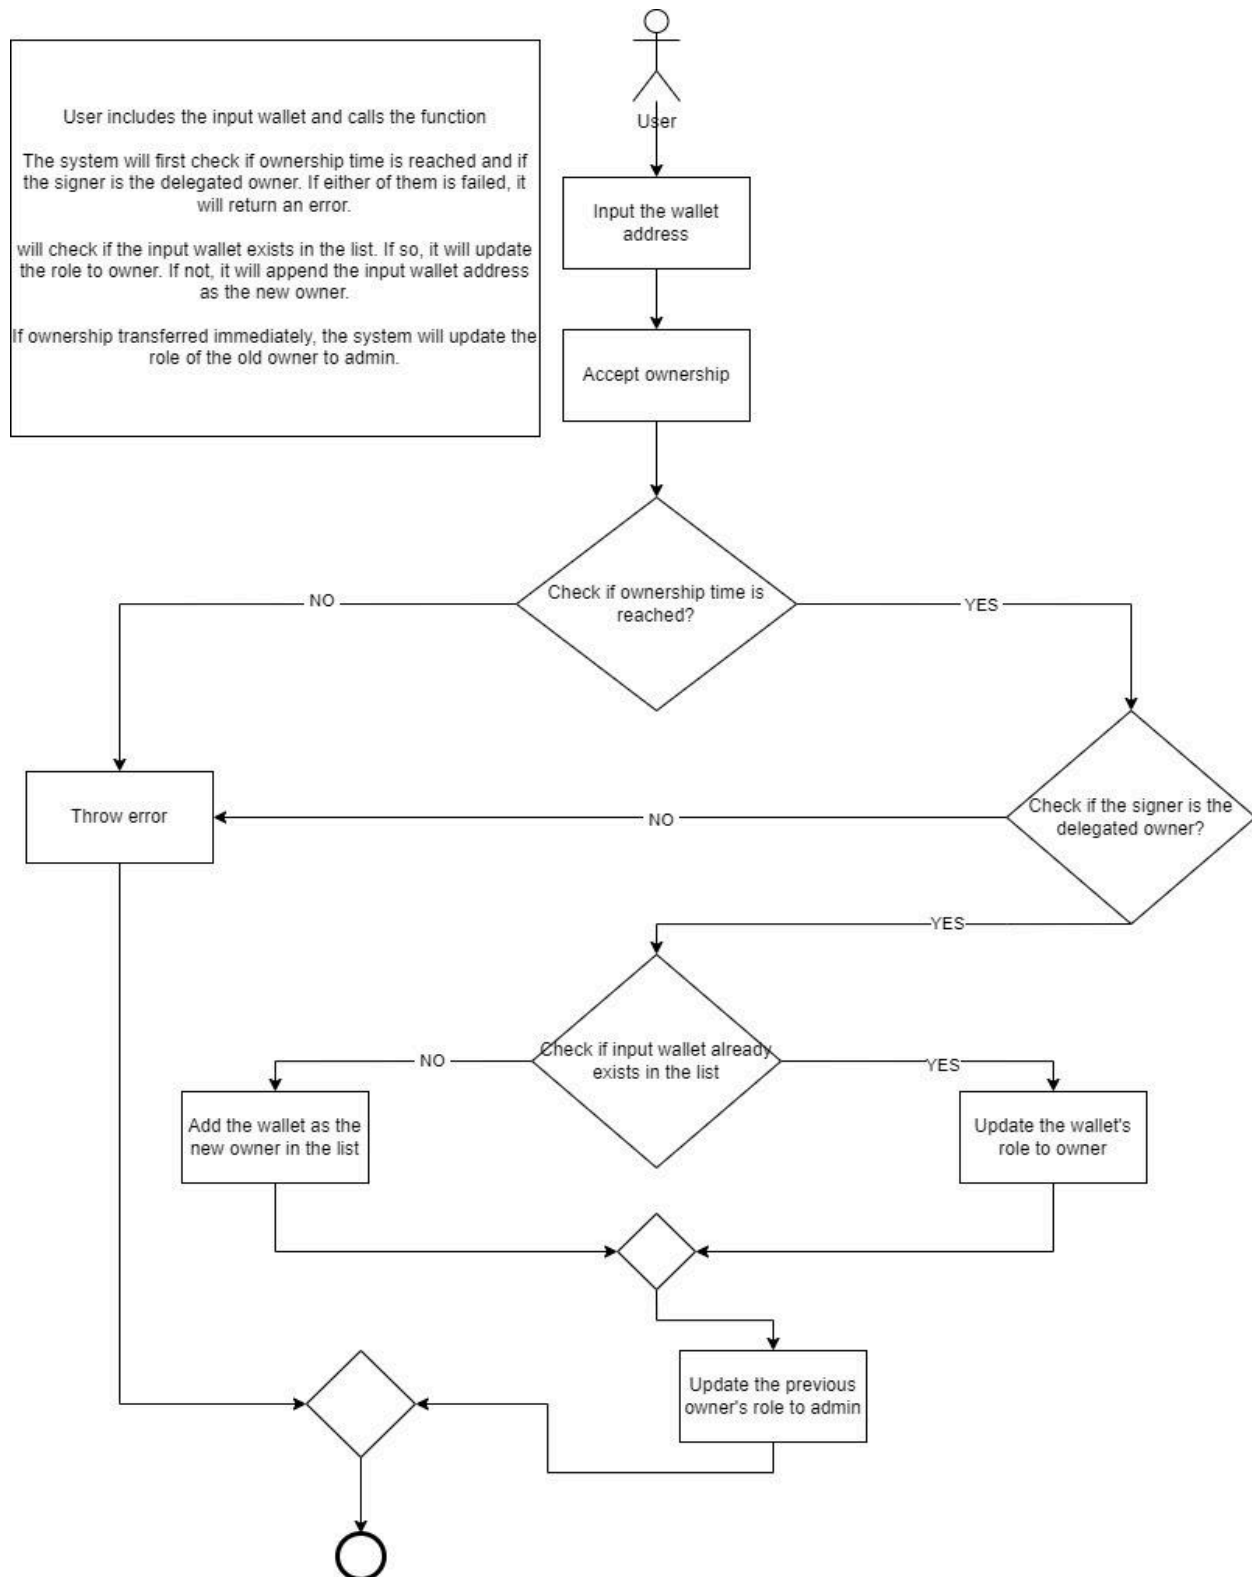 User includes the input wallet and calls the function
The system will first check if ownership time is reached and if
the signer is the delegated owner. If either of them is failed, it
will return an error.
will check if the input wallet exists in the list. If so, it will update
the role to owner. If not, it will append the input wallet address
as the new owner.
If ownership transferred immediately, the system will update the
role of the old owner to admin.
User
Input the wallet
address
Accept ownership
Check if ownership time is
reached?
NO
YES
Throw error
Check if the signer is the
delegated owner?
NO
YES
Check if input wallet already
exists in the list
NO
YES
Add the wallet as the
new owner in the list
Update the wallet's
role to owner
Update the previous
owner's role to admin